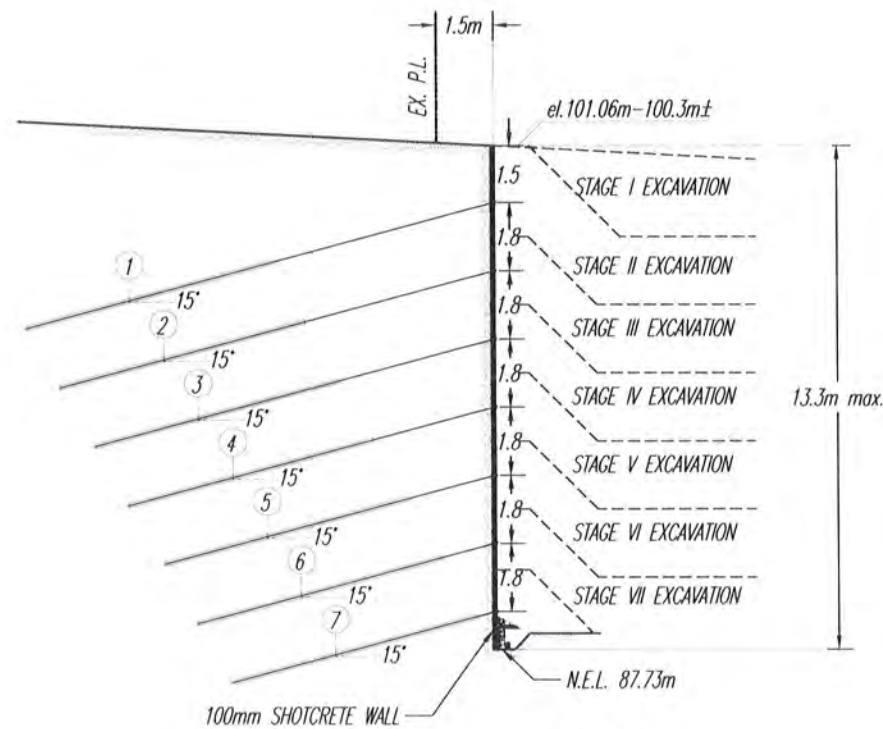 1.5m
EX. P.L.
el.101.06m-100.3m±
1.5
STAGE I EXCAVATION
1.8
STAGE II EXCAVATION
1
15°
2
15°
1.8
STAGE III EXCAVATION
3
15°
1.8
STAGE IV EXCAVATION
13.3m max.
4
15°
1.8
STAGE V EXCAVATION
5
15°
1.8
STAGE VI EXCAVATION
6
15°
1.8
STAGE VII EXCAVATION
7
15°
N.E.L. 87.73m
100mm SHOTCRETE WALL